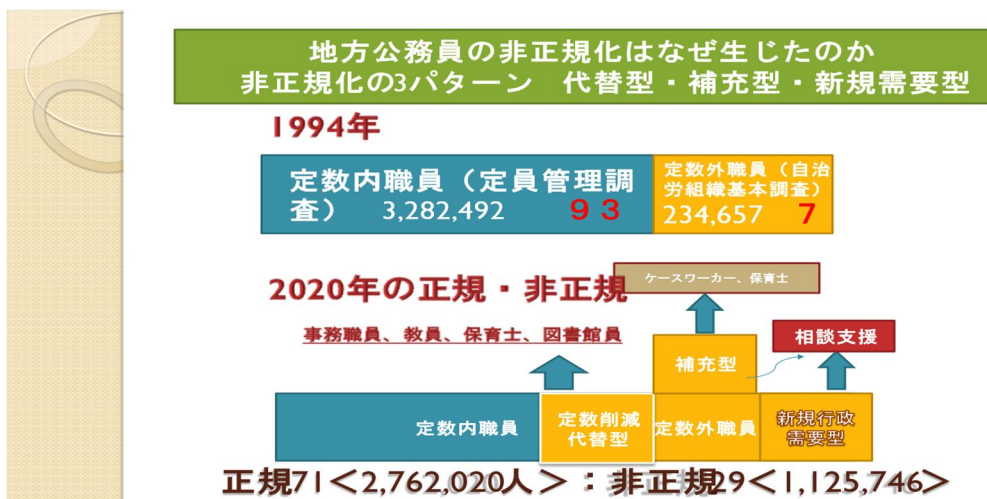 地方公務員の非正規化はなぜ生じたのか
非正規化の3パターン　代替型・補充型・新規需要型
1994年
定数内職員（定員管理調
査）　3,282,492　９３
定数外職員（自治
労組織基本調査）
234,657　7
2020年の正規・非正規
ケースワーカー、保育士
事務職員、教員、保育士、図書館員
補充型
相談支援
定数内職員
定数削減
代替型
定数外職員
新規行政
需要型
正規71＜2,762,020人＞：非正規29＜1,125,746＞